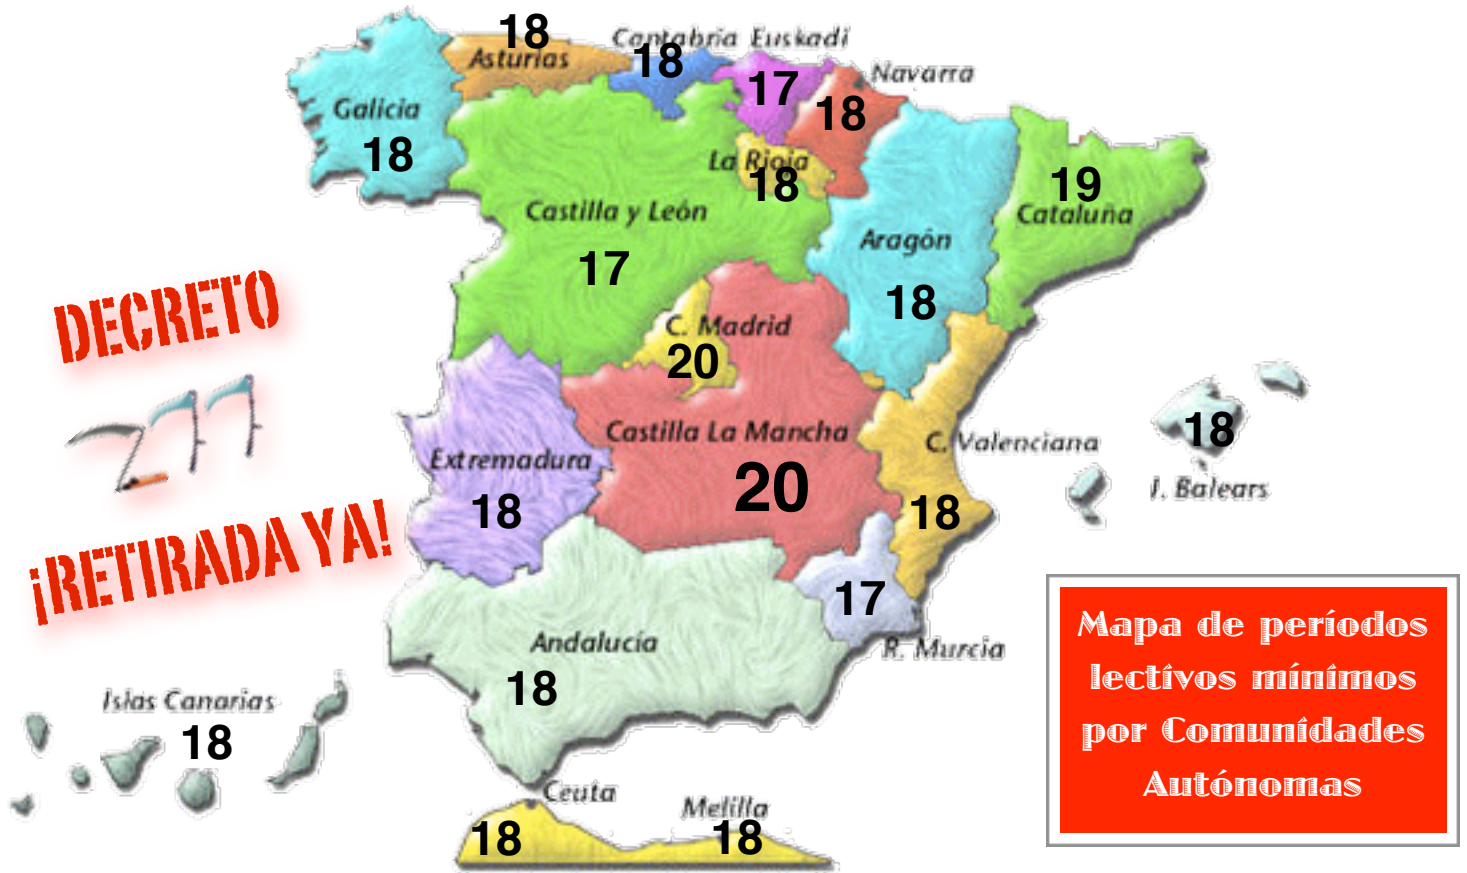 18
Asturias
Cantabria
18
Euskadi
17
Navarra
18
Galicia
18
La Rioja
18
Castilla y León
17
Aragón
18
19
Cataluña
DECRETO
277
¡RETIRADA YA!
C. Madrid
20
Castilla La Mancha
20
Extremadura
18
C. Valenciana
18
18
I. Balears
17
R. Murcia
Andalucía
18
Islas Canarias
18
Ceuta
18
Melilla
18
Mapa de períodos
lectivos mínimos
por Comunidades
Autónomas